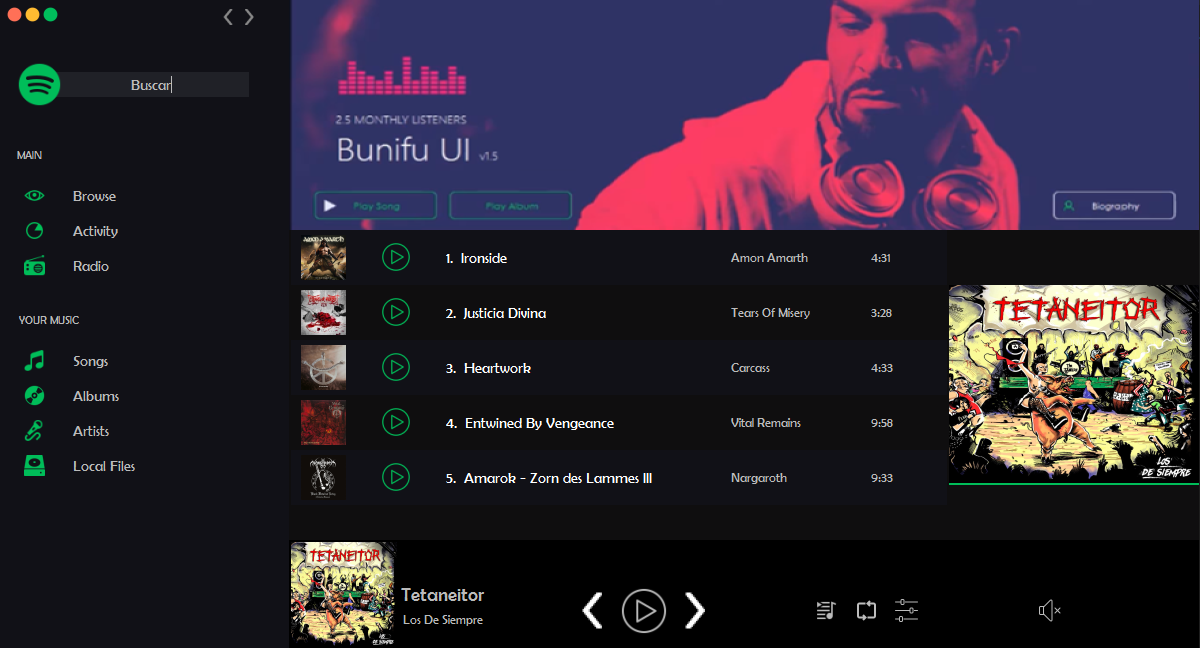 Buscar
MAIN
Browse
Activity
Radio
YOUR MUSIC
Songs
Albums
Artists
Local Files
2.5 MONTHLY LISTENERS
Bunifu UI v1.5
Play Song
Play Album
Biography
1. Ironside Amon Amarth 4:31
2. Justicia Divina Tears Of Misery 3:28
3. Heartwork Carcass 4:33
4. Entwined By Vengeance Vital Remains 9:58
5. Amarok - Zorn des Lammes III Nargaroth 9:33
AMON AMARTH
TETANEITOR
LOS
DE SIEMPRE
TETANEITOR
LOS
DE SIEMPRE
Tetaneitor
Los De Siempre